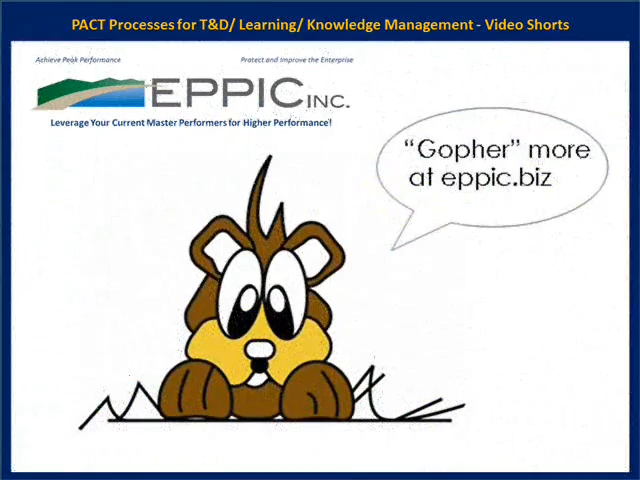 PACT Processes for T&D/ Learning/ Knowledge Management - Video Shorts
Achieve Peak Performance
Protect and Improve the Enterprise
EPPIC INC.
Leverage Your Current Master Performers for Higher Performance!
“Gopher” more
at eppic.biz